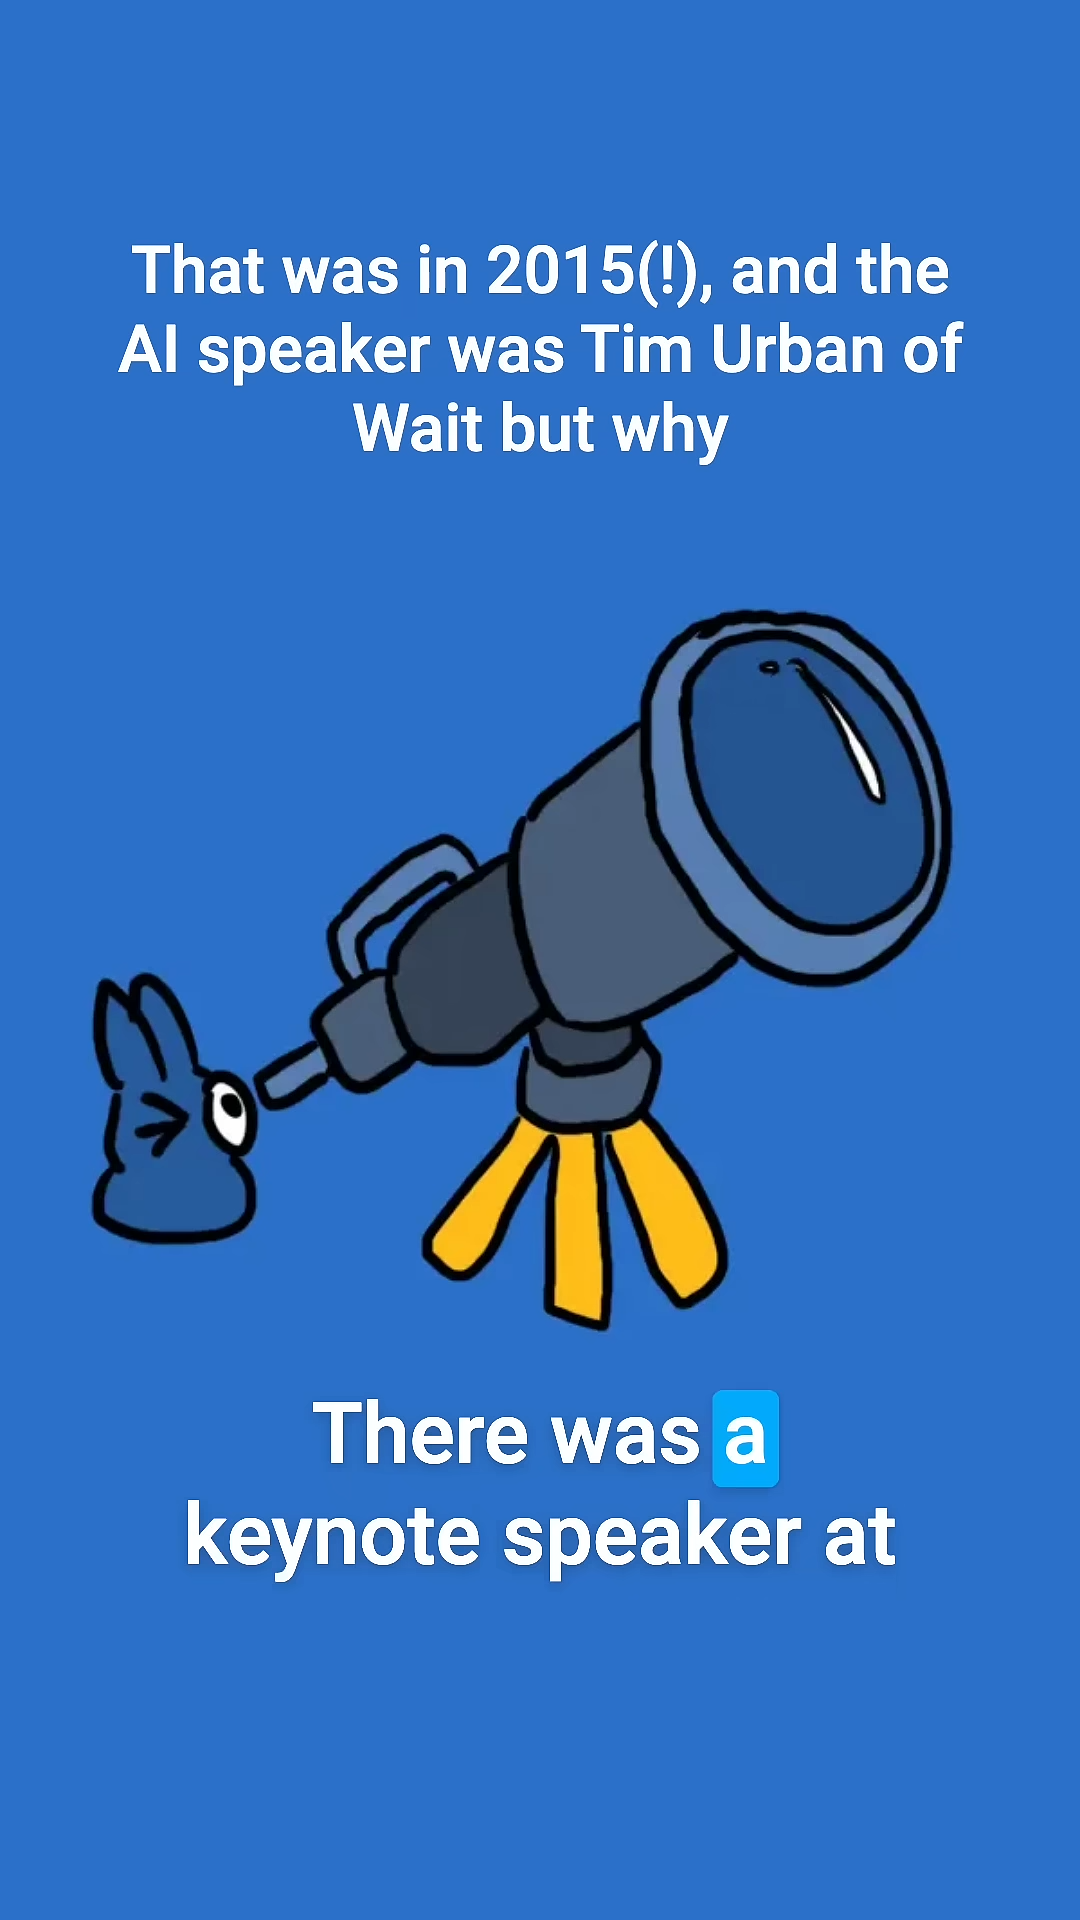 That was in 2015(!), and the
AI speaker was Tim Urban of
Wait but why
There was a
keynote speaker at